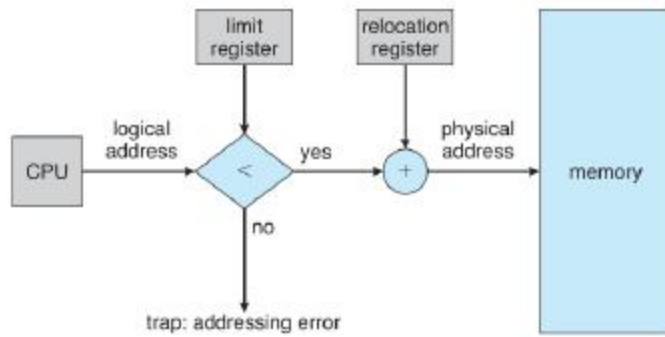 limit
register
relocation
register
logical
address
physical
address
CPU
<
yes
+
memory
no
trap: addressing error